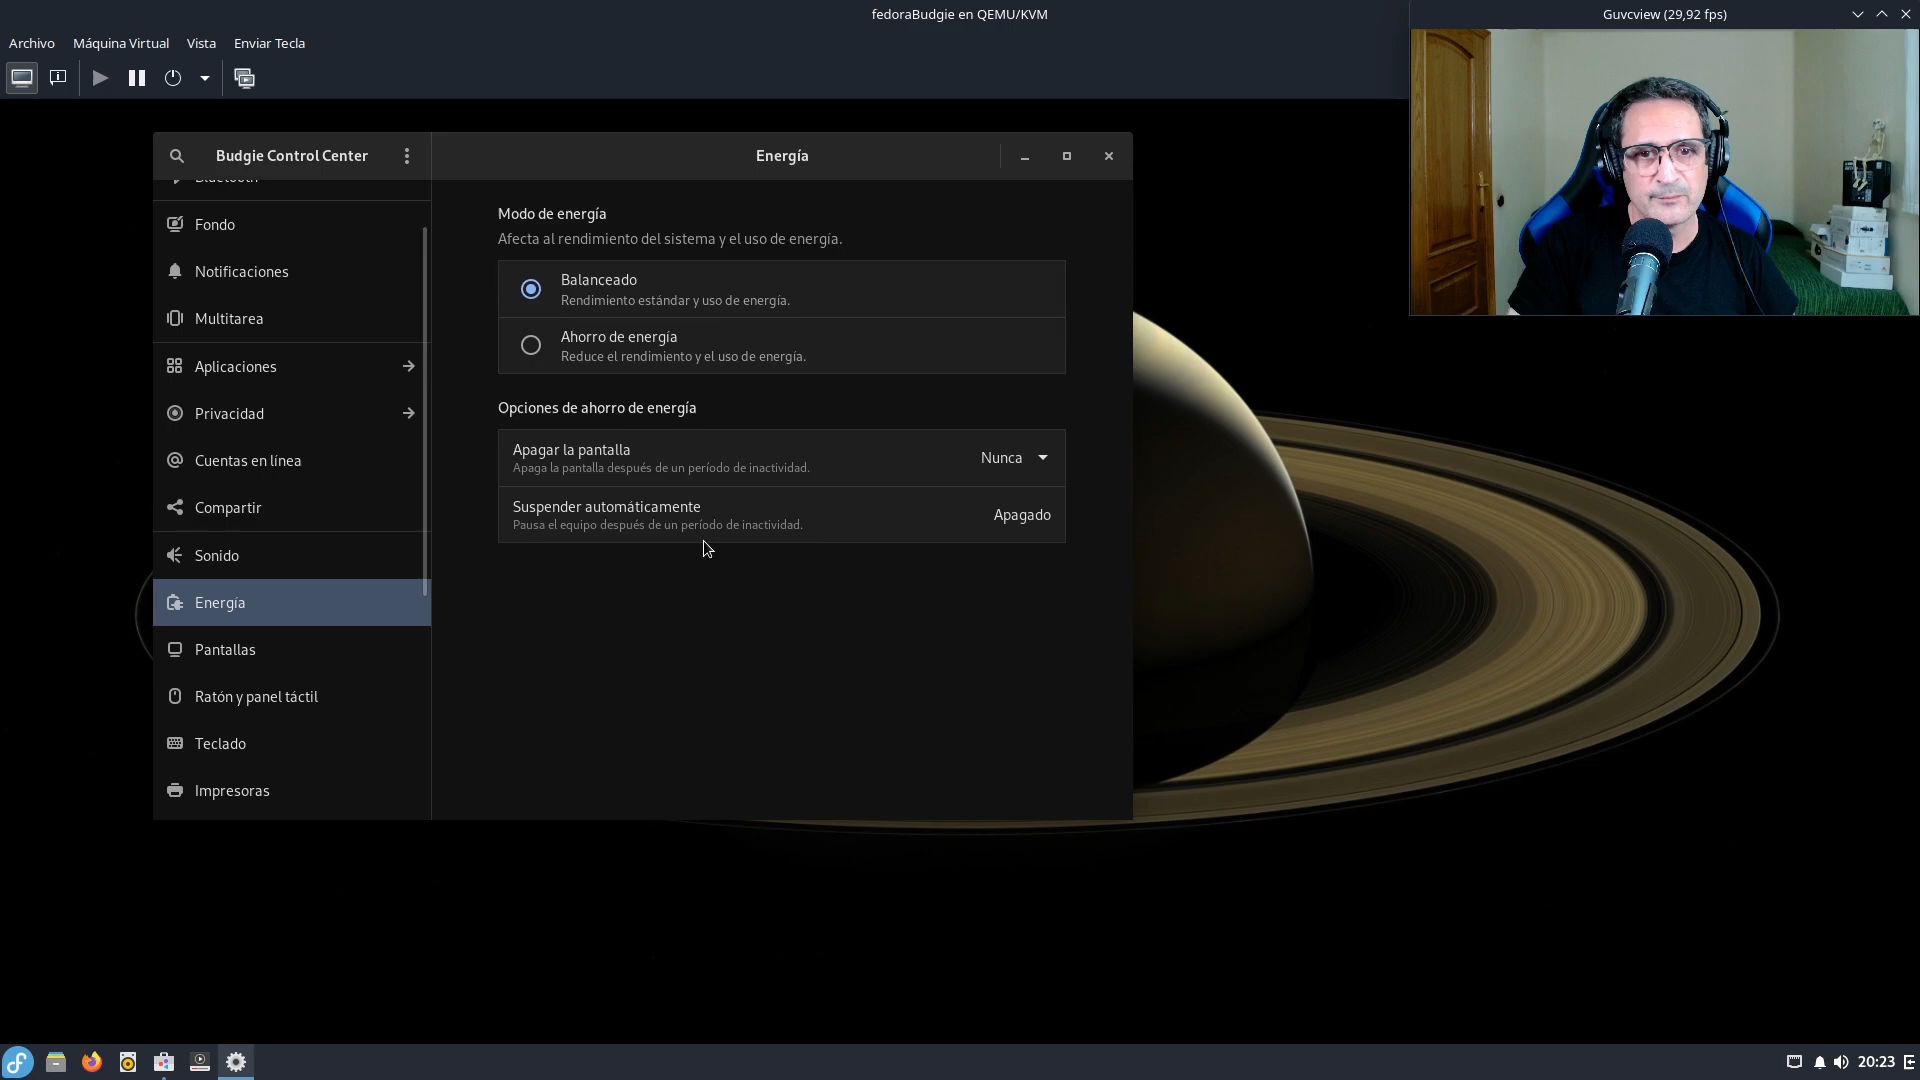 fedoraBudgie en QEMU/KVM
Guvcview (29,92 fps)
Archivo Máquina Virtual Vista Enviar Tecla
Budgie Control Center
Energía
Bluetooth
Fondo
Notificaciones
Multitarea
Aplicaciones
Privacidad
Cuentas en línea
Compartir
Sonido
Energía
Pantallas
Ratón y panel táctil
Teclado
Impresoras
Modo de energía
Afecta al rendimiento del sistema y el uso de energía.
Balanceado
Rendimiento estándar y uso de energía.
Ahorro de energía
Reduce el rendimiento y el uso de energía.
Opciones de ahorro de energía
Apagar la pantalla
Nunca
Apaga la pantalla después de un período de inactividad.
Suspender automáticamente
Apagado
Pausa el equipo después de un período de inactividad.
20:23